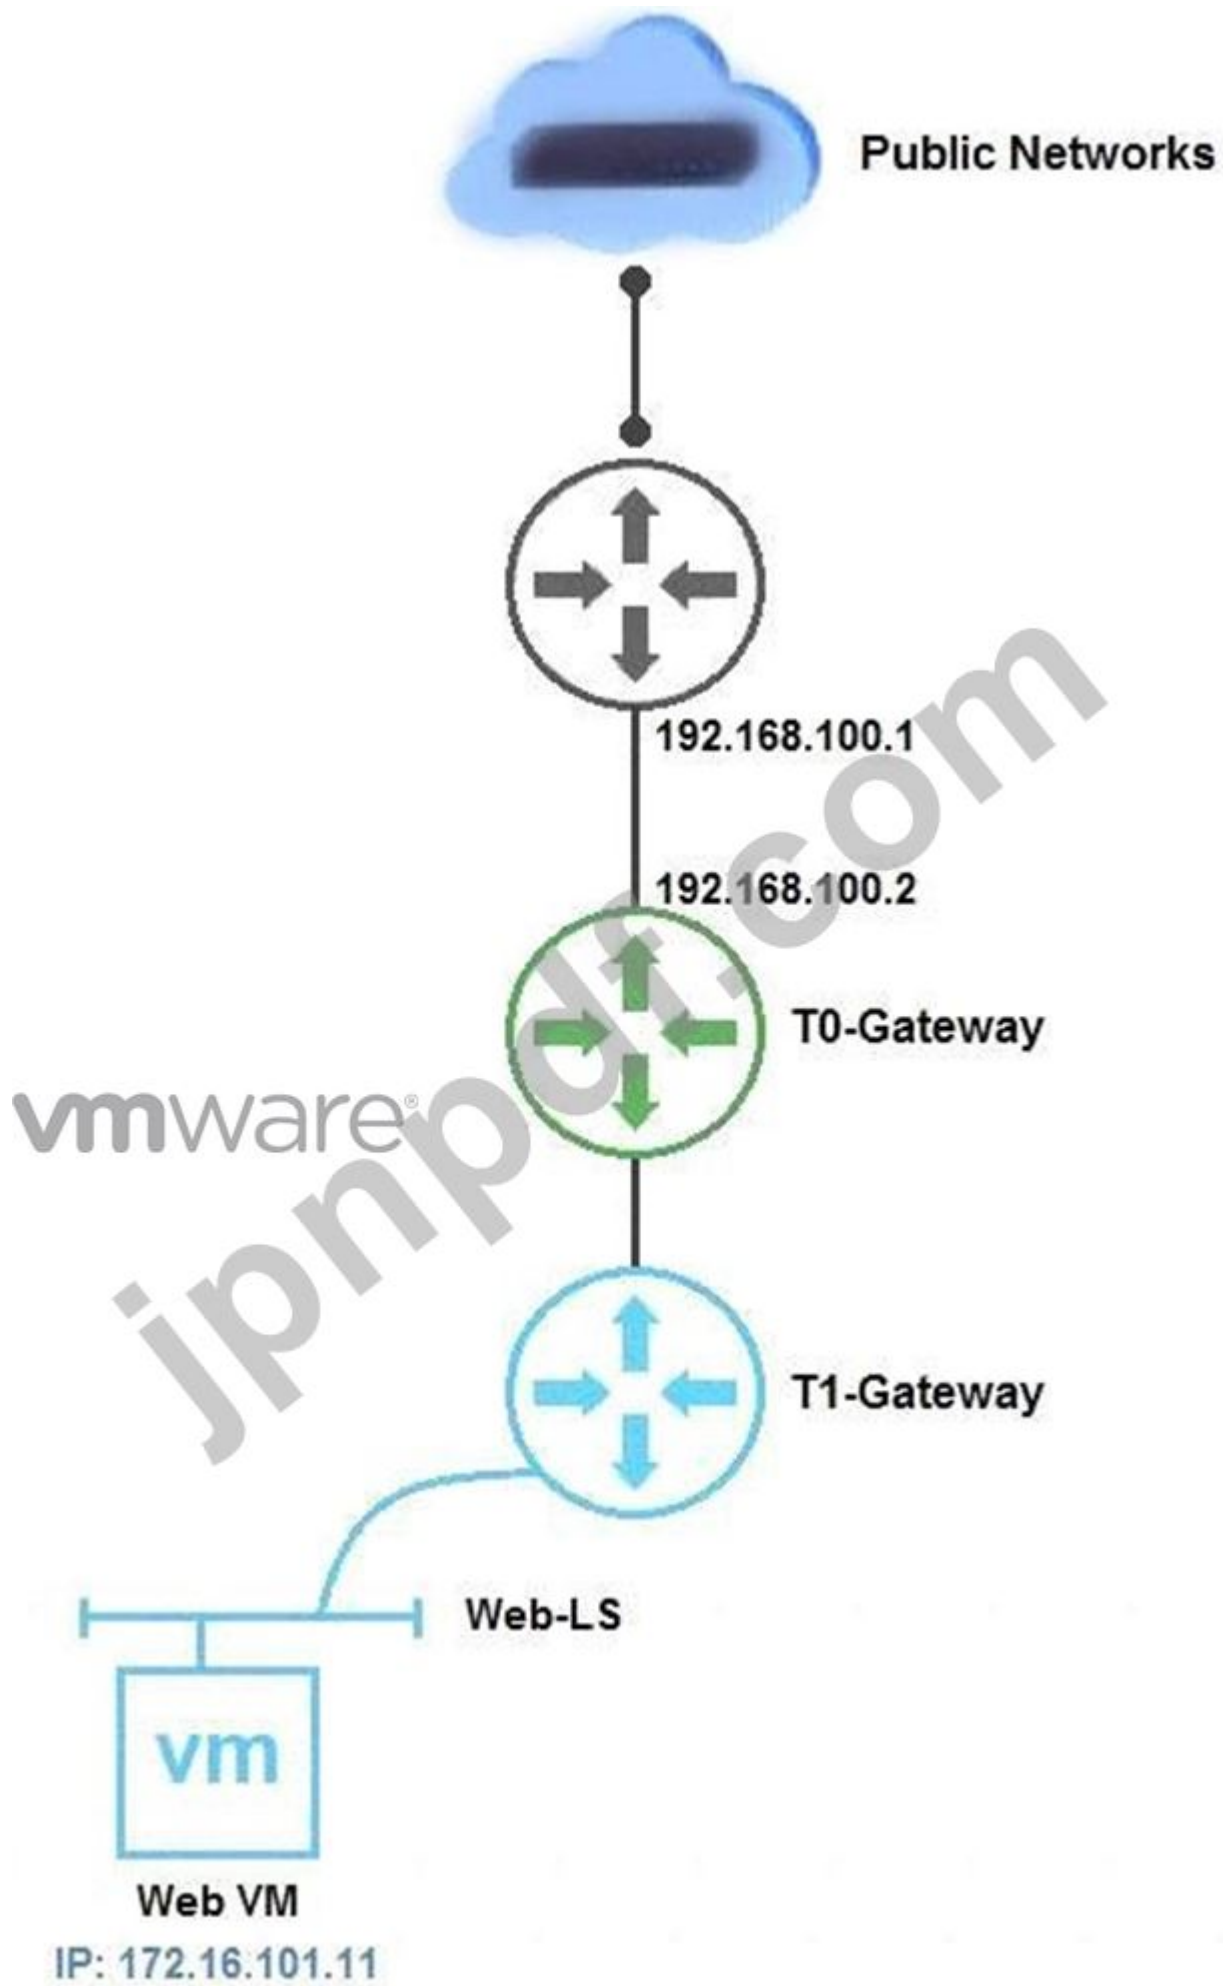 Public Networks
192.168.100.1
192.168.100.2
T0-Gateway
vmware®
jpnpdf.com
T1-Gateway
Web-LS
vm
Web VM
IP: 172.16.101.11